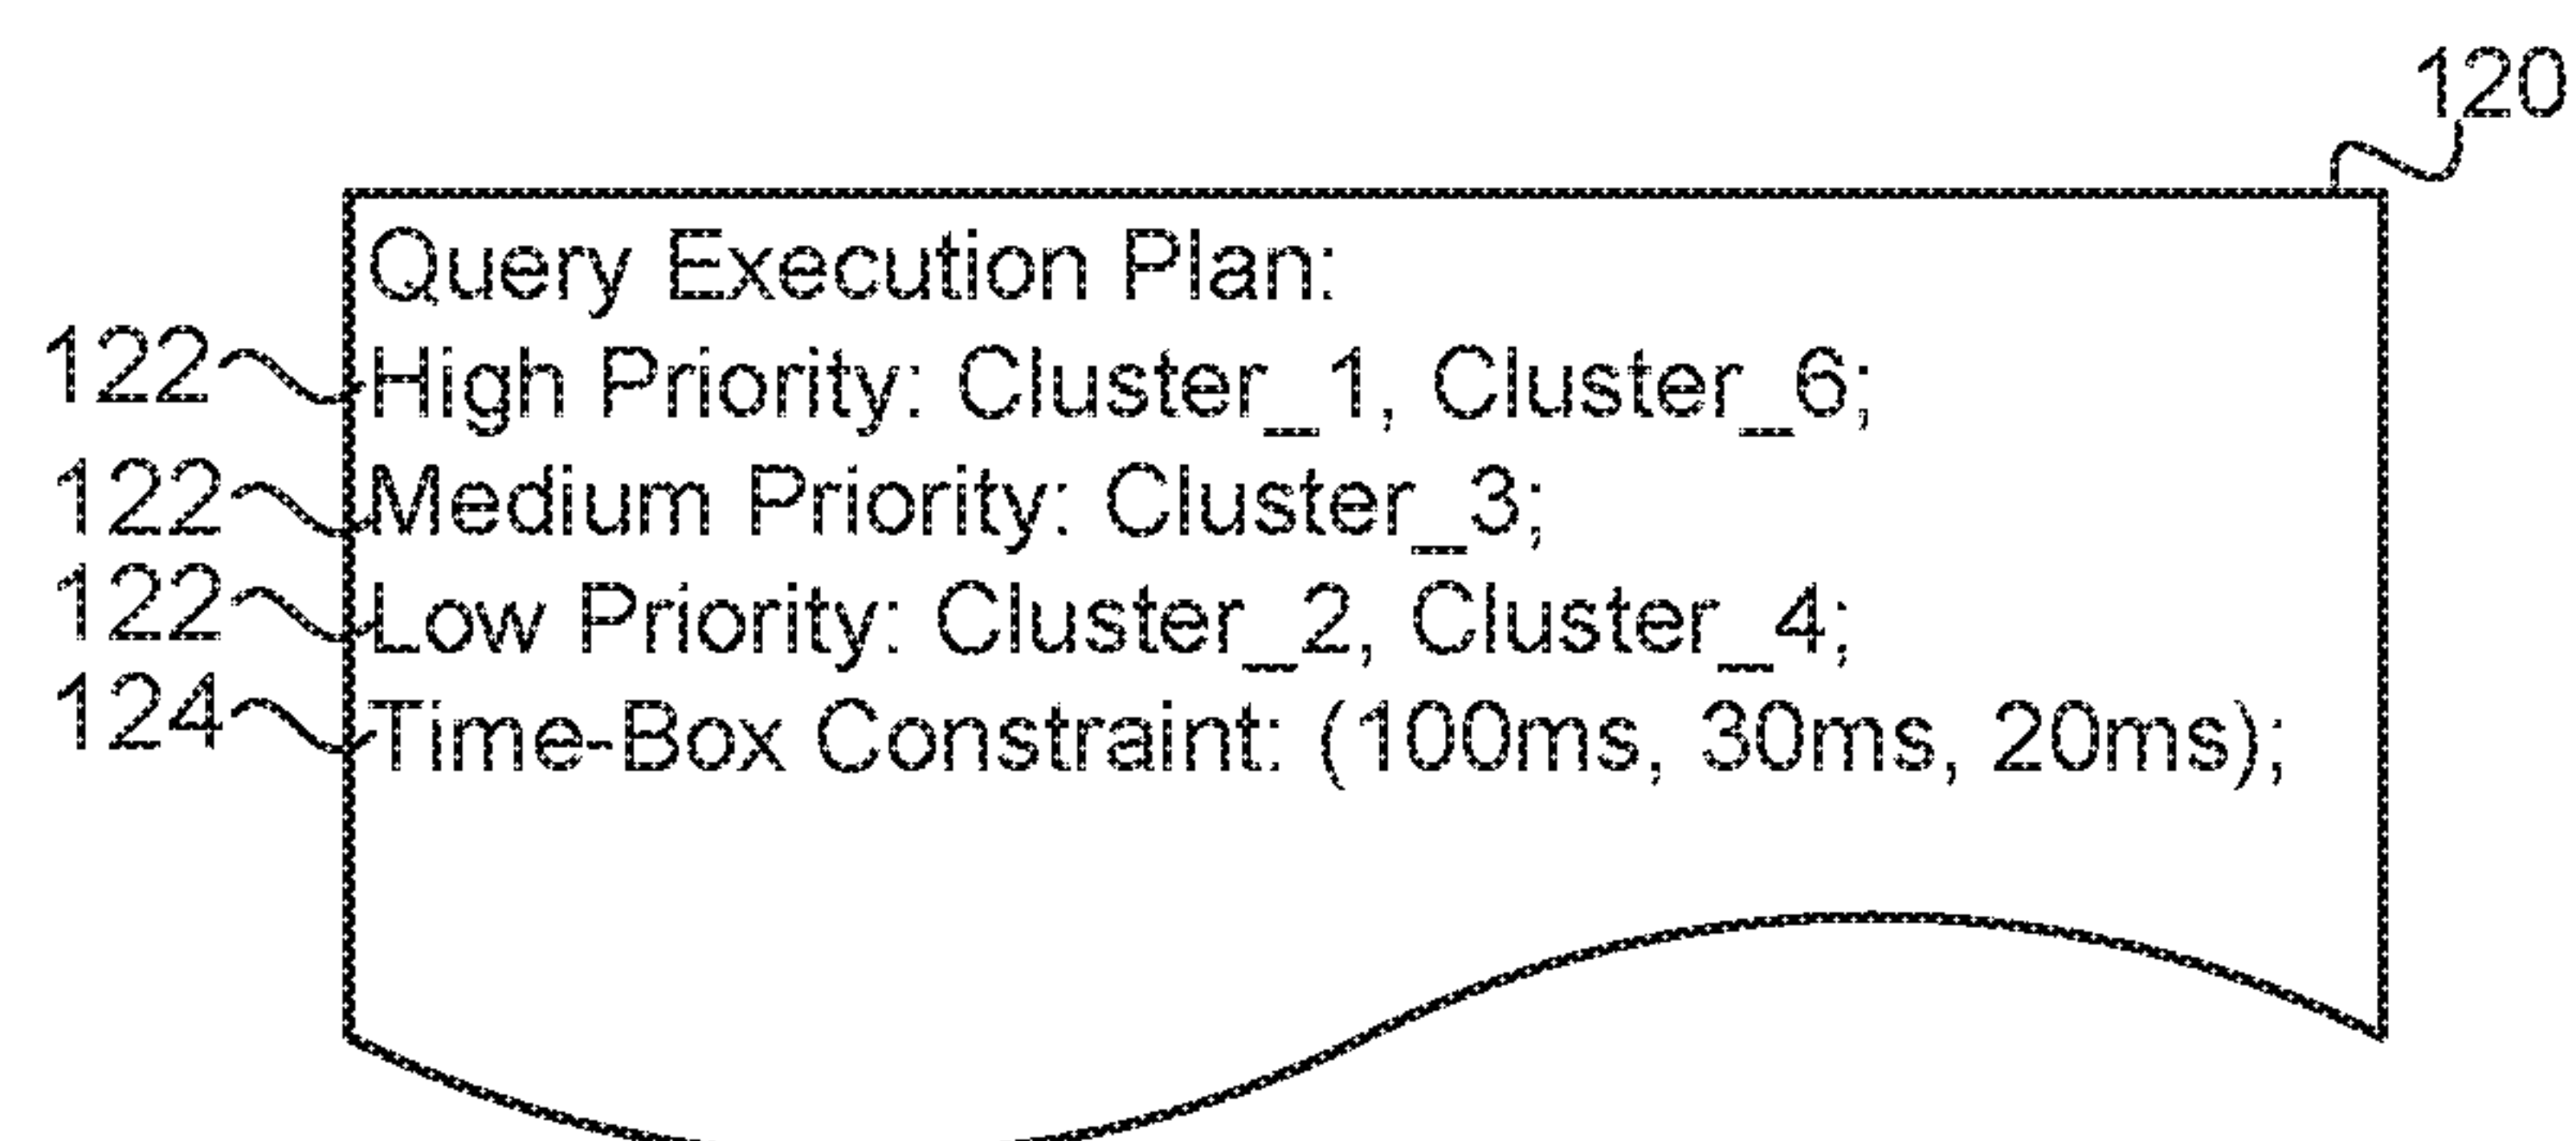 120
Query Execution Plan:
122 High Priority: Cluster_1, Cluster_6;
122 Medium Priority: Cluster_3;
122 Low Priority: Cluster_2, Cluster_4;
124 Time-Box Constraint: (100ms, 30ms, 20ms);